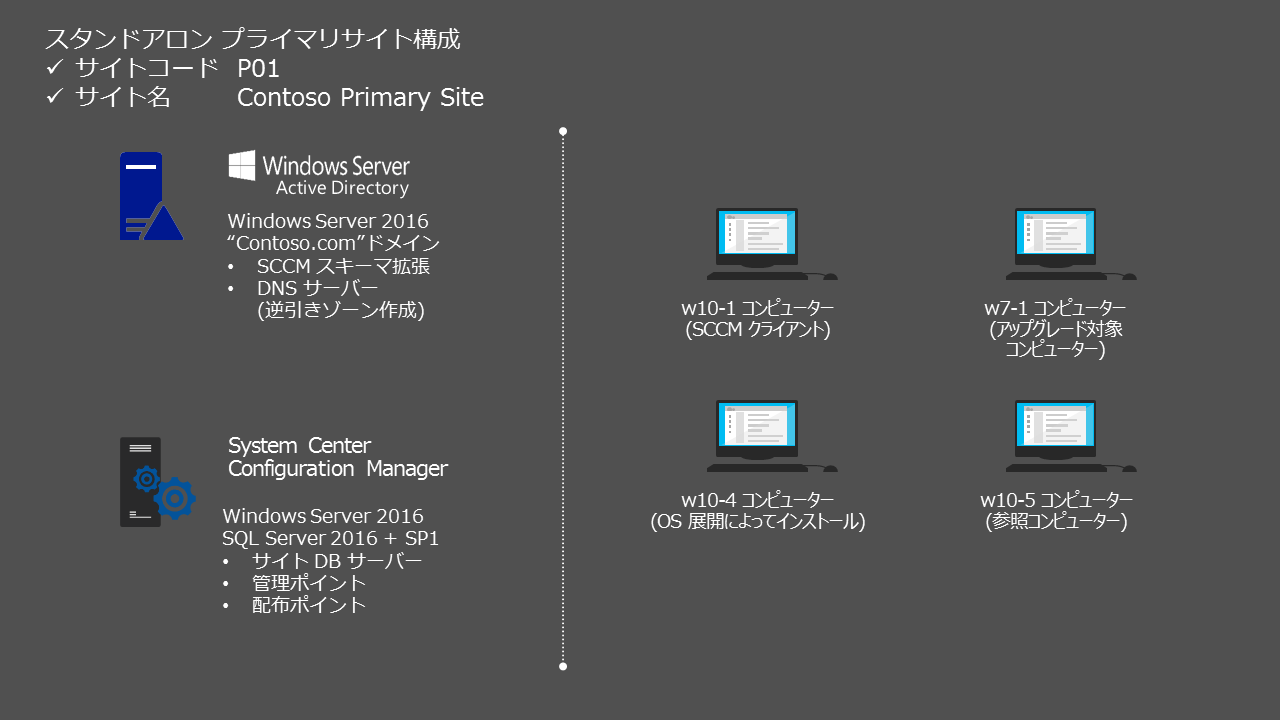 スタンドアロン プライマリサイト構成
✓ サイトコード P01
✓ サイト名 Contoso Primary Site
Windows Server
Active Directory
Windows Server 2016
“Contoso.com”ドメイン
• SCCM スキーマ拡張
• DNS サーバー
(逆引きゾーン作成)
System Center
Configuration Manager
Windows Server 2016
SQL Server 2016 + SP1
• サイト DB サーバー
• 管理ポイント
• 配布ポイント
w10-1 コンピューター
(SCCM クライアント)
w7-1 コンピューター
(アップグレード対象
コンピューター)
w10-4 コンピューター
(OS 展開によってインストール)
w10-5 コンピューター
(参照コンピューター)